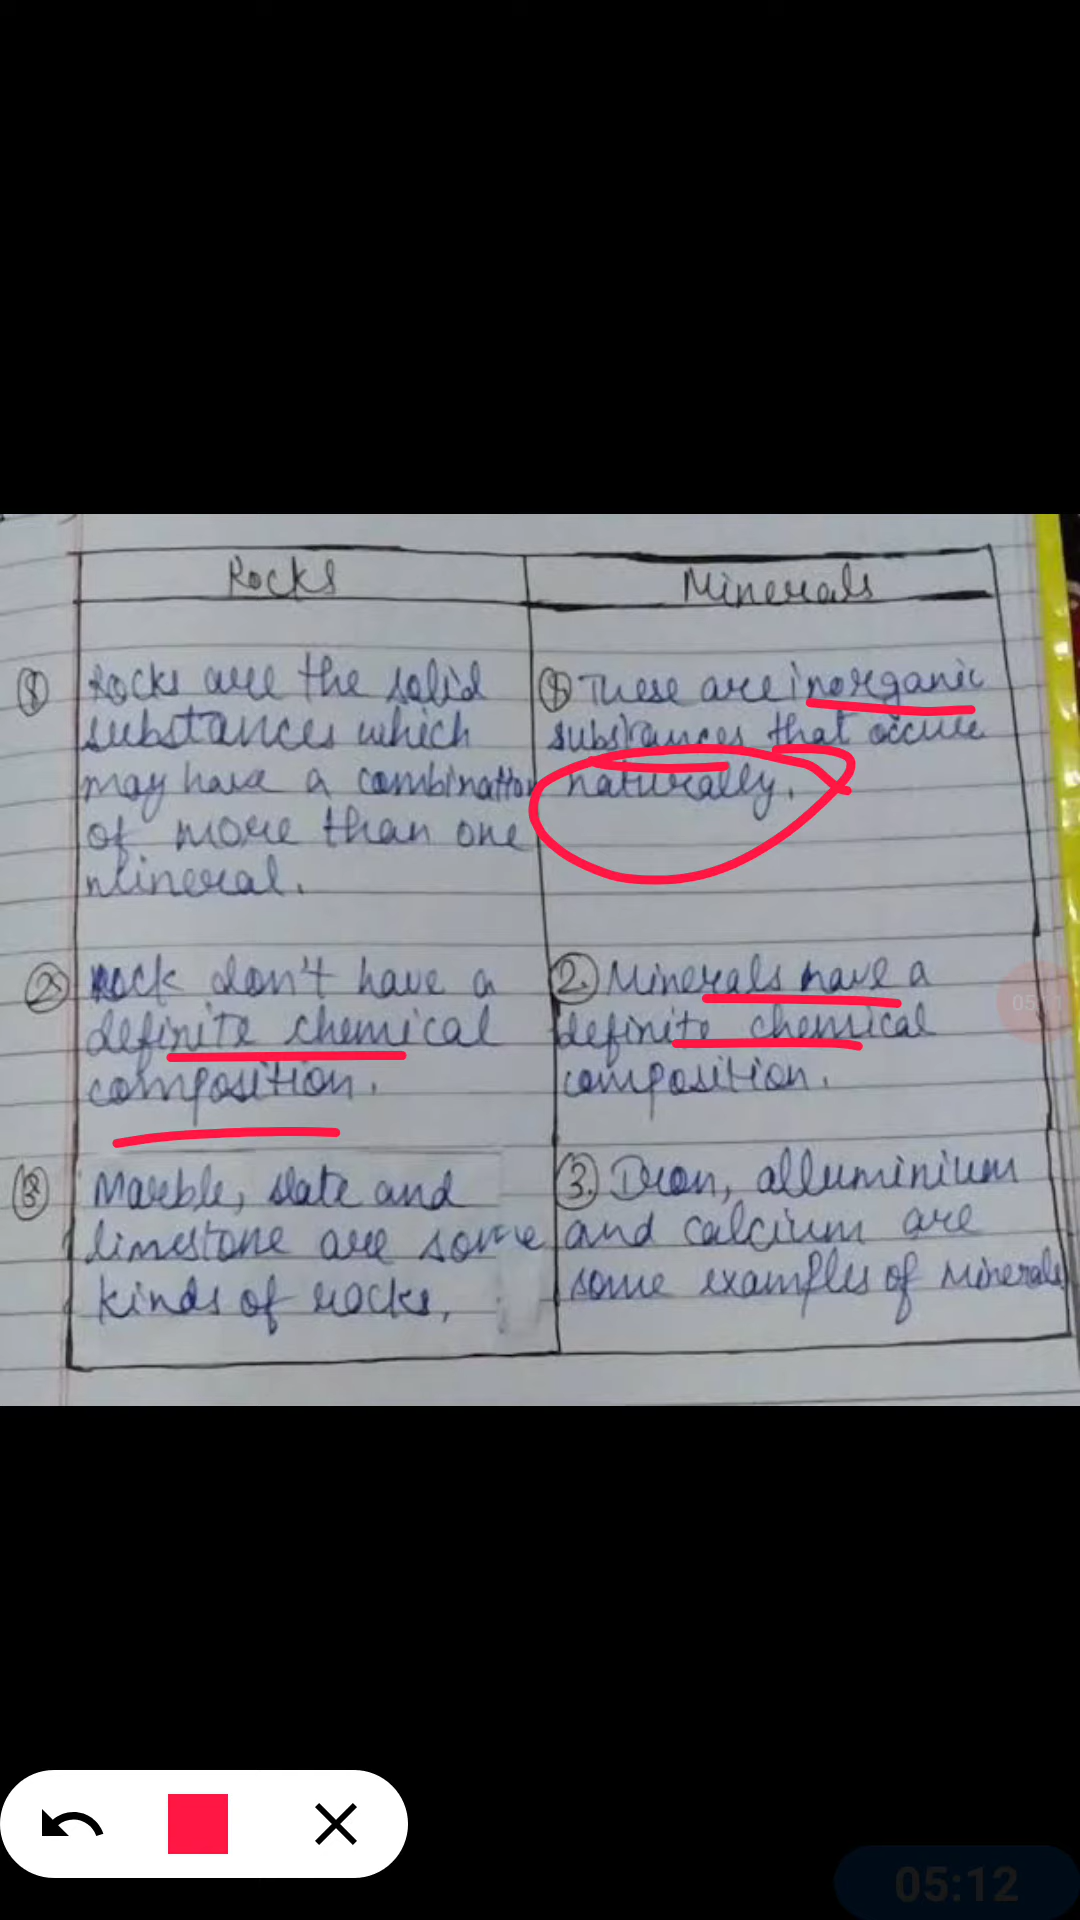 Rocks
Minerals
① Rocks are the solid
substances which
may have a combination
of more than one
mineral.
① These are inorganic
substances that occure
naturally.
② Rock don't have a
definite chemical
composition.
2. Minerals have a
definite chemical
composition.
③ Marble, slate and
limestone are some
kinds of rocks,
3. Iron, alluminium
and calcium are
some examples of minerals
05:12